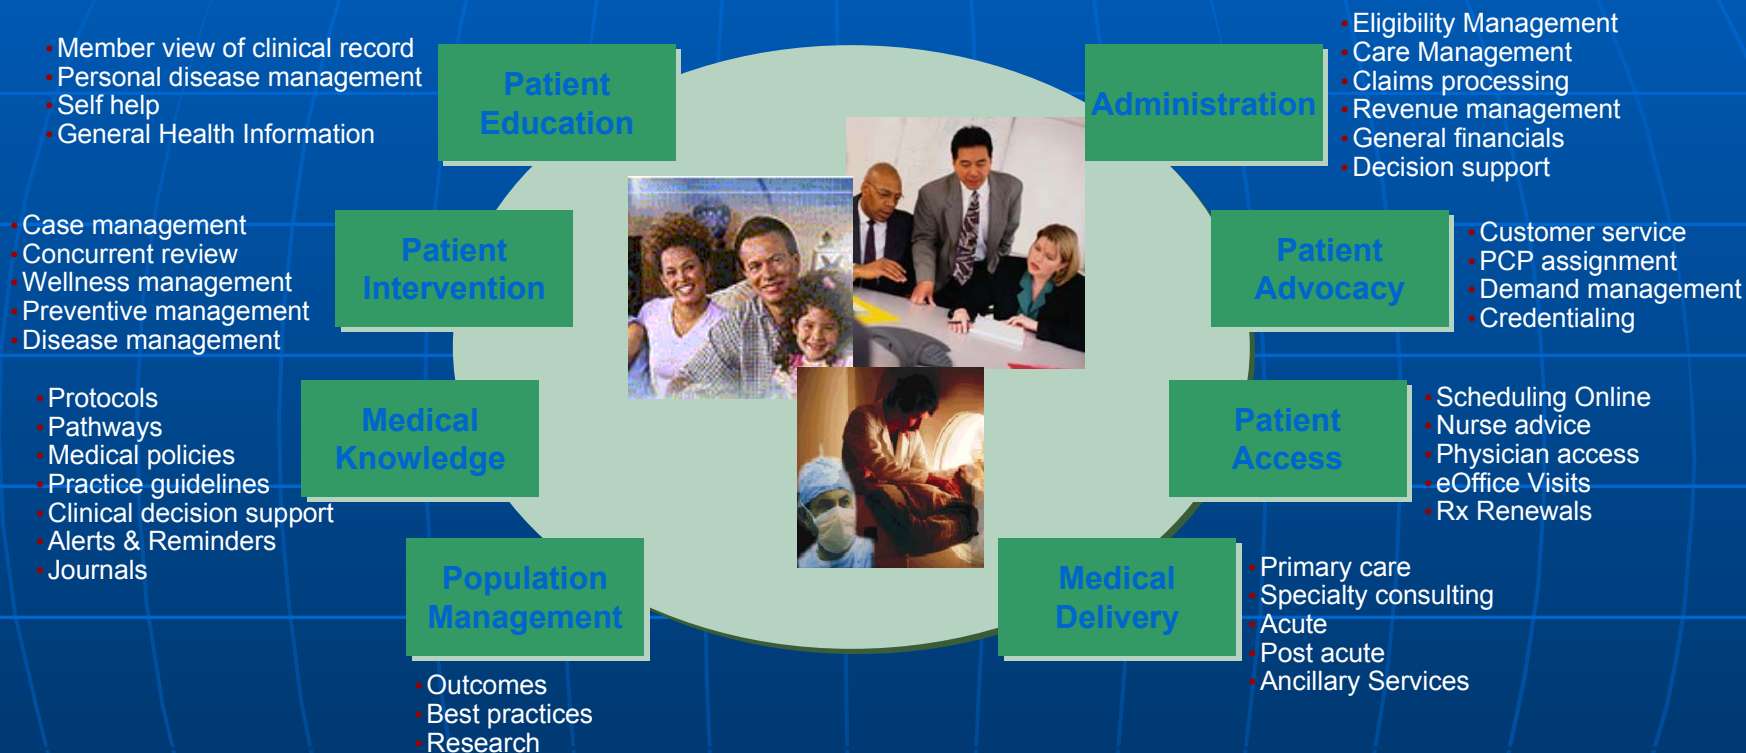 • Member view of clinical record
• Personal disease management
• Self help
• General Health Information
Patient
Education
Administration
• Eligibility Management
• Care Management
• Claims processing
• Revenue management
• General financials
• Decision support
• Case management
• Concurrent review
• Wellness management
• Preventive management
• Disease management
Patient
Intervention
Patient
Advocacy
• Customer service
• PCP assignment
• Demand management
• Credentialing
• Protocols
• Pathways
• Medical policies
• Practice guidelines
• Clinical decision support
• Alerts & Reminders
• Journals
Medical
Knowledge
Patient
Access
• Scheduling Online
• Nurse advice
• Physician access
• eOffice Visits
• Rx Renewals
Population
Management
• Outcomes
• Best practices
• Research
Medical
Delivery
• Primary care
• Specialty consulting
• Acute
• Post acute
• Ancillary Services